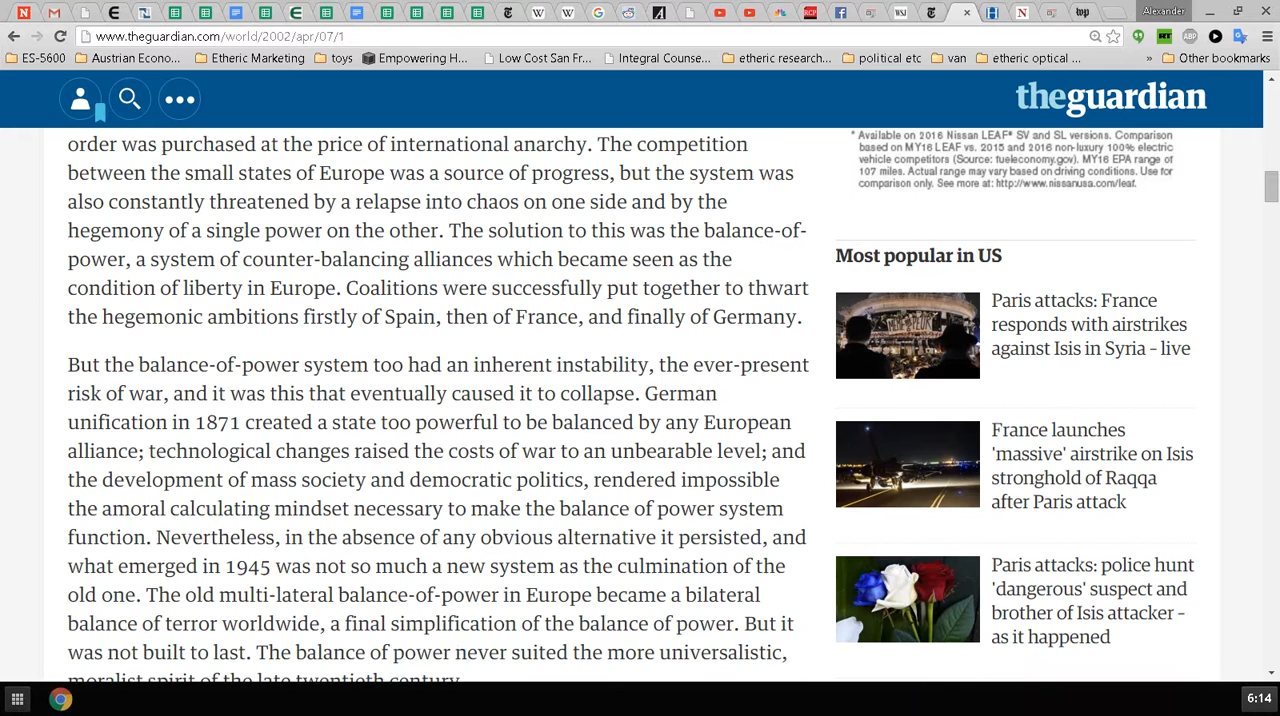 Alexander
www.theguardian.com/world/2002/apr/07/1
ES-5600
Austrian Econo...
Etheric Marketing
toys
Empowering H...
Low Cost San Fr...
Integral Counse...
etheric research...
political etc
van
etheric optical ...
»
Other bookmarks
theguardian
order was purchased at the price of international anarchy. The competition
between the small states of Europe was a source of progress, but the system was
also constantly threatened by a relapse into chaos on one side and by the
hegemony of a single power on the other. The solution to this was the balance-of-
power, a system of counter-balancing alliances which became seen as the
condition of liberty in Europe. Coalitions were successfully put together to thwart
the hegemonic ambitions firstly of Spain, then of France, and finally of Germany.
But the balance-of-power system too had an inherent instability, the ever-present
risk of war, and it was this that eventually caused it to collapse. German
unification in 1871 created a state too powerful to be balanced by any European
alliance; technological changes raised the costs of war to an unbearable level; and
the development of mass society and democratic politics, rendered impossible
the amoral calculating mindset necessary to make the balance of power system
function. Nevertheless, in the absence of any obvious alternative it persisted, and
what emerged in 1945 was not so much a new system as the culmination of the
old one. The old multi-lateral balance-of-power in Europe became a bilateral
balance of terror worldwide, a final simplification of the balance of power. But it
was not built to last. The balance of power never suited the more universalistic,
moralist spirit of the late twentieth century.
* Available on 2016 Nissan LEAF® SV and SL versions. Comparison
based on MY16 LEAF vs. 2015 and 2016 non-luxury 100% electric
vehicle competitors (Source: fueleconomy.gov). MY16 EPA range of
107 miles. Actual range may vary based on driving conditions. Use for
comparison only. See more at: http://www.nissanusa.com/leaf.
Most popular in US
Paris attacks: France
responds with airstrikes
against Isis in Syria – live
France launches
'massive' airstrike on Isis
stronghold of Raqqa
after Paris attack
Paris attacks: police hunt
'dangerous' suspect and
brother of Isis attacker –
as it happened
6:14